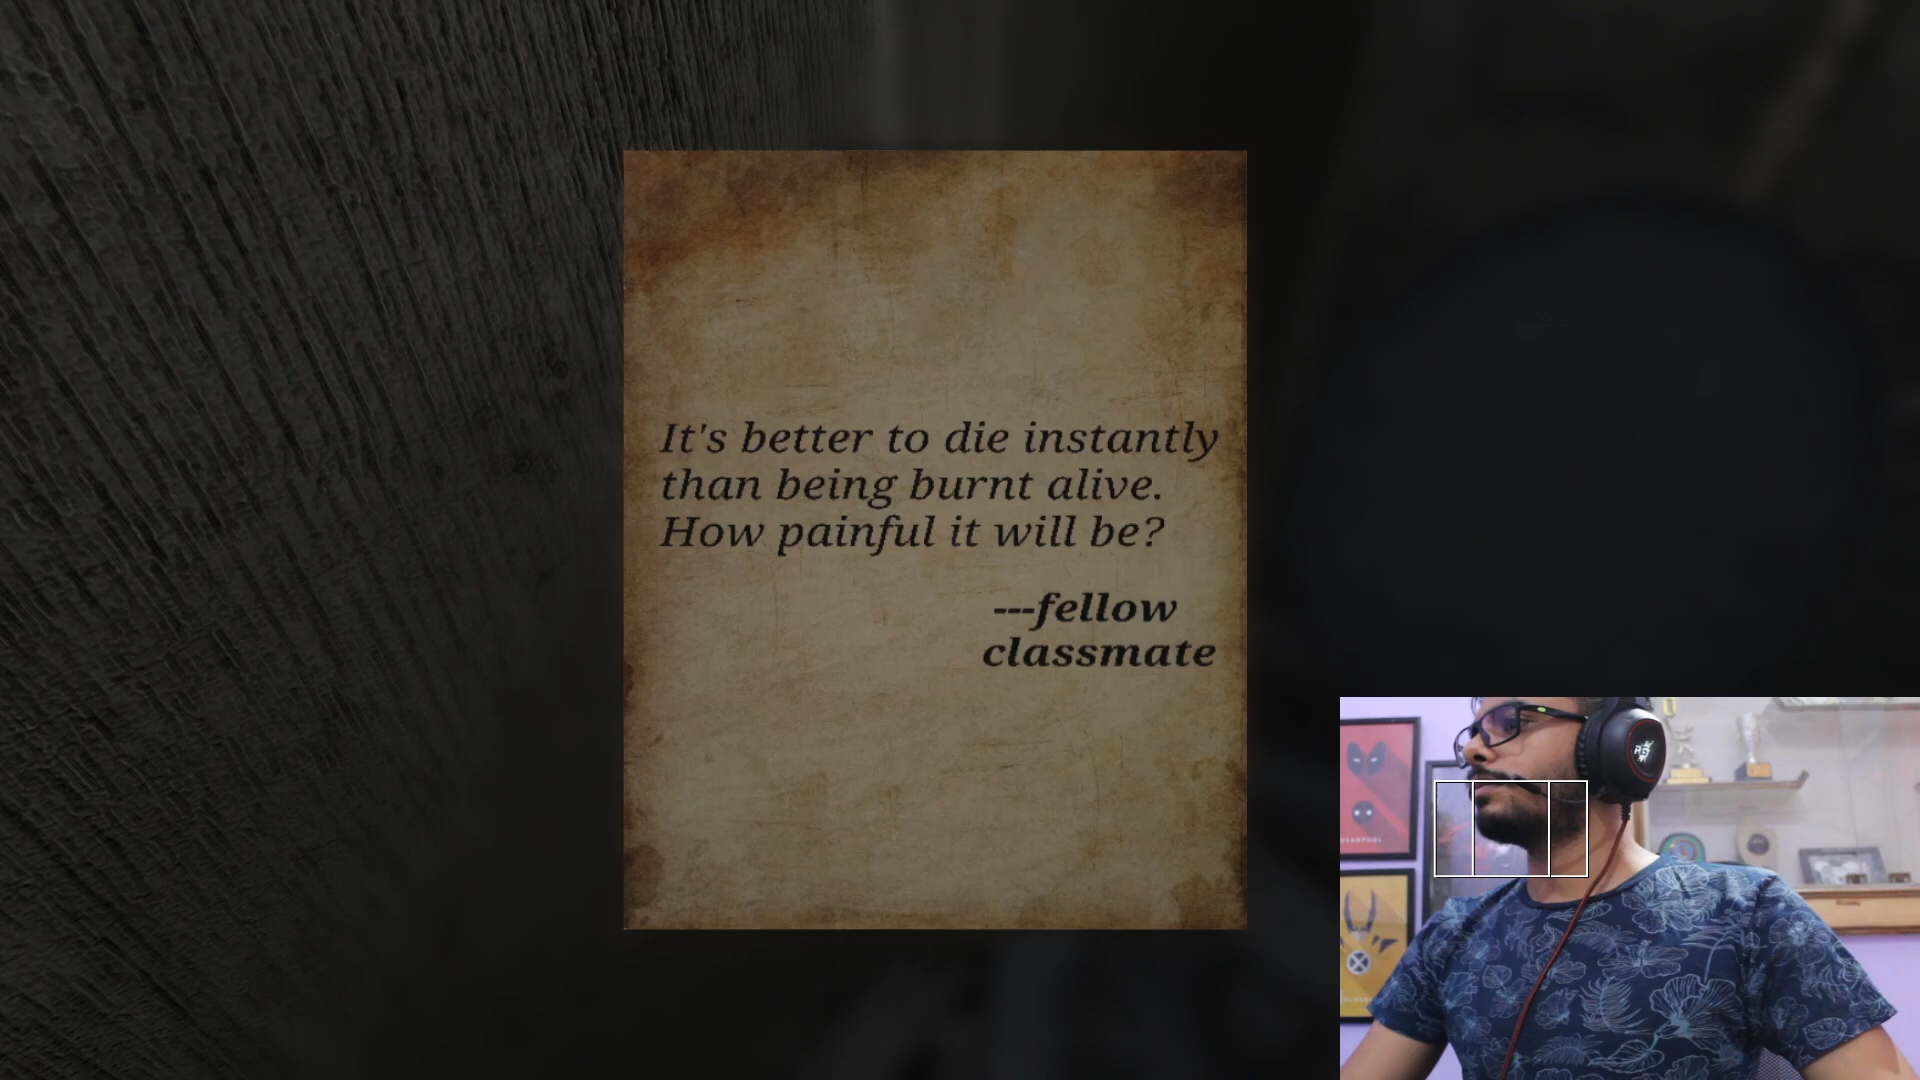 It's better to die instantly
than being burnt alive.
How painful it will be?
---fellow
classmate